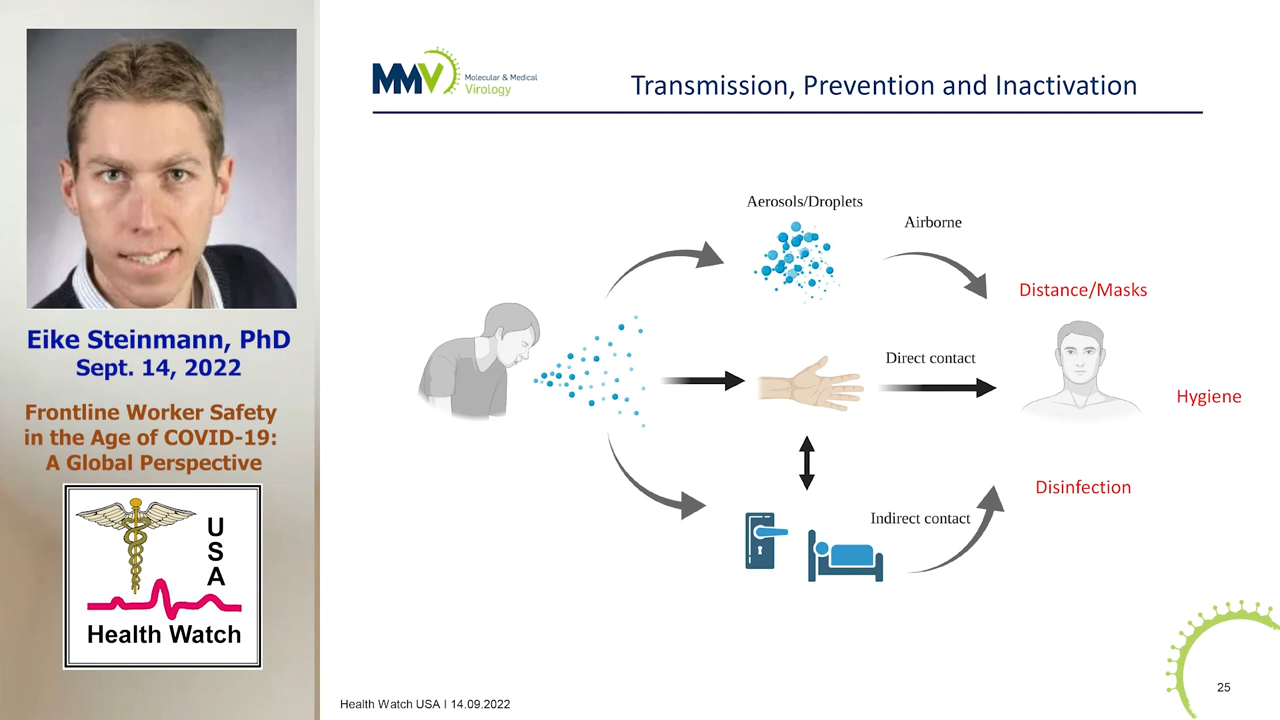 Eike Steinmann, PhD
Sept. 14, 2022
Frontline Worker Safety
in the Age of COVID-19:
A Global Perspective
U
S
A
Health Watch
MMV Molecular & Medical
Virology
Transmission, Prevention and Inactivation
Aerosols/Droplets
Airborne
Distance/Masks
Direct contact
Hygiene
Disinfection
Indirect contact
25
Health Watch USA I 14.09.2022